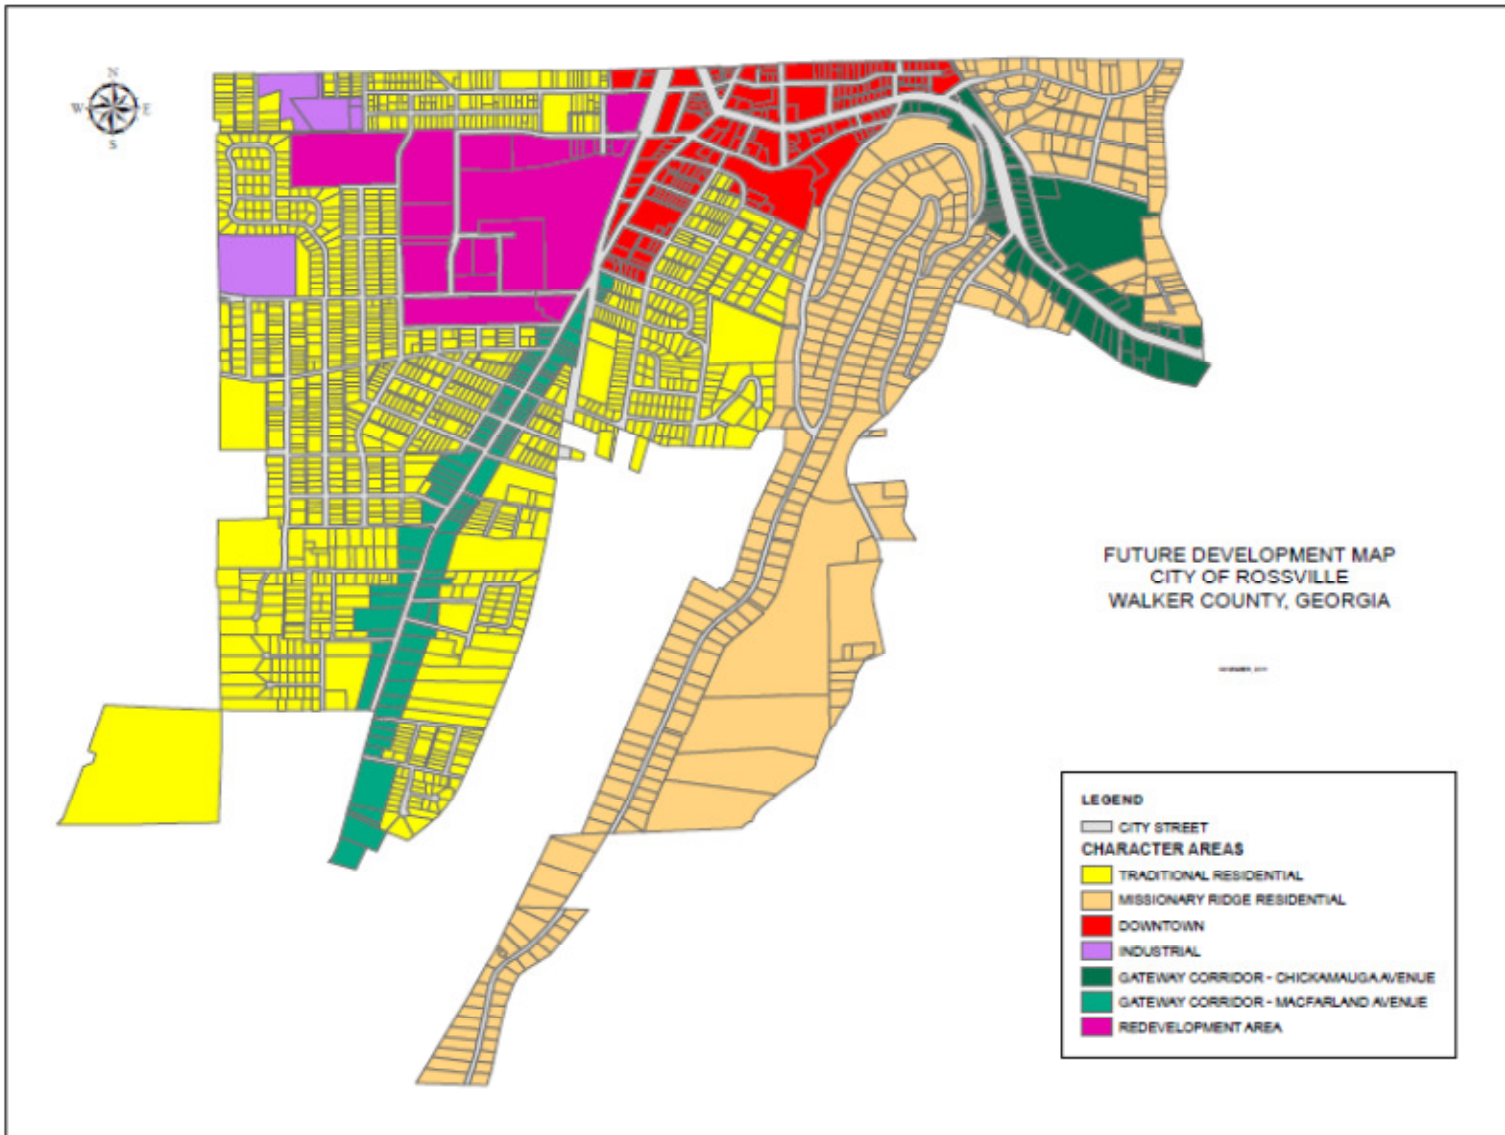 N
W E
S
FUTURE DEVELOPMENT MAP
CITY OF ROSSVILLE
WALKER COUNTY, GEORGIA
LEGEND
CITY STREET
CHARACTER AREAS
TRADITIONAL RESIDENTIAL
MISSIONARY RIDGE RESIDENTIAL
DOWNTOWN
INDUSTRIAL
GATEWAY CORRIDOR - CHICKAMAUGA AVENUE
GATEWAY CORRIDOR - MACFARLAND AVENUE
REDEVELOPMENT AREA